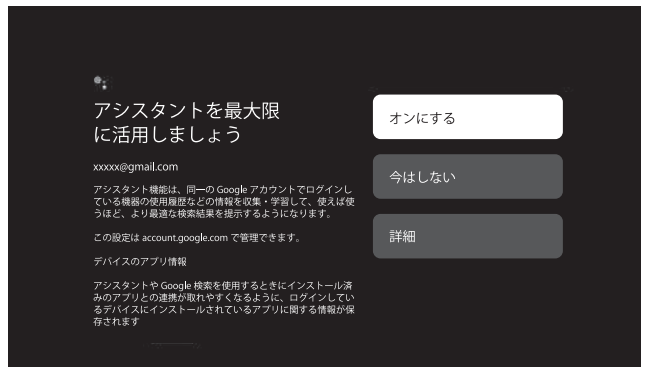 アシスタントを最大限
に活用しましょう
xxxxx@gmail.com
アシスタント機能は、同一の Google アカウントでログインし
ている機器の使用履歴などの情報を収集・学習して、使えば使
うほど、より最適な検索結果を提示するようになります。
この設定は account.google.com で管理できます。
デバイスのアプリ情報
アシスタントや Google 検索を使用するときにインストール済
みのアプリとの連携が取れやすくなるように、ログインしてい
るデバイスにインストールされているアプリに関する情報が保
存されます
オンにする
今はしない
詳細